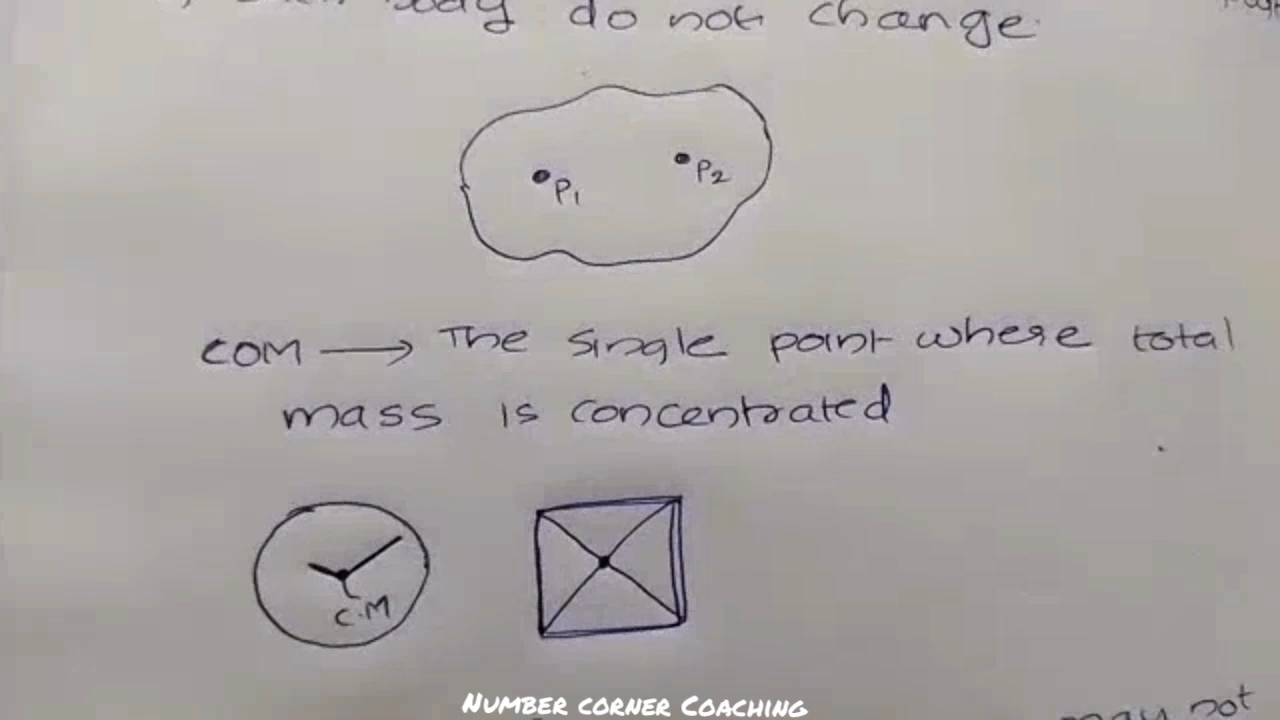 body do not change.
P1
P2
COM → The single point where total
mass is concentrated
C.M
NUMBER CORNER COACHING
may not